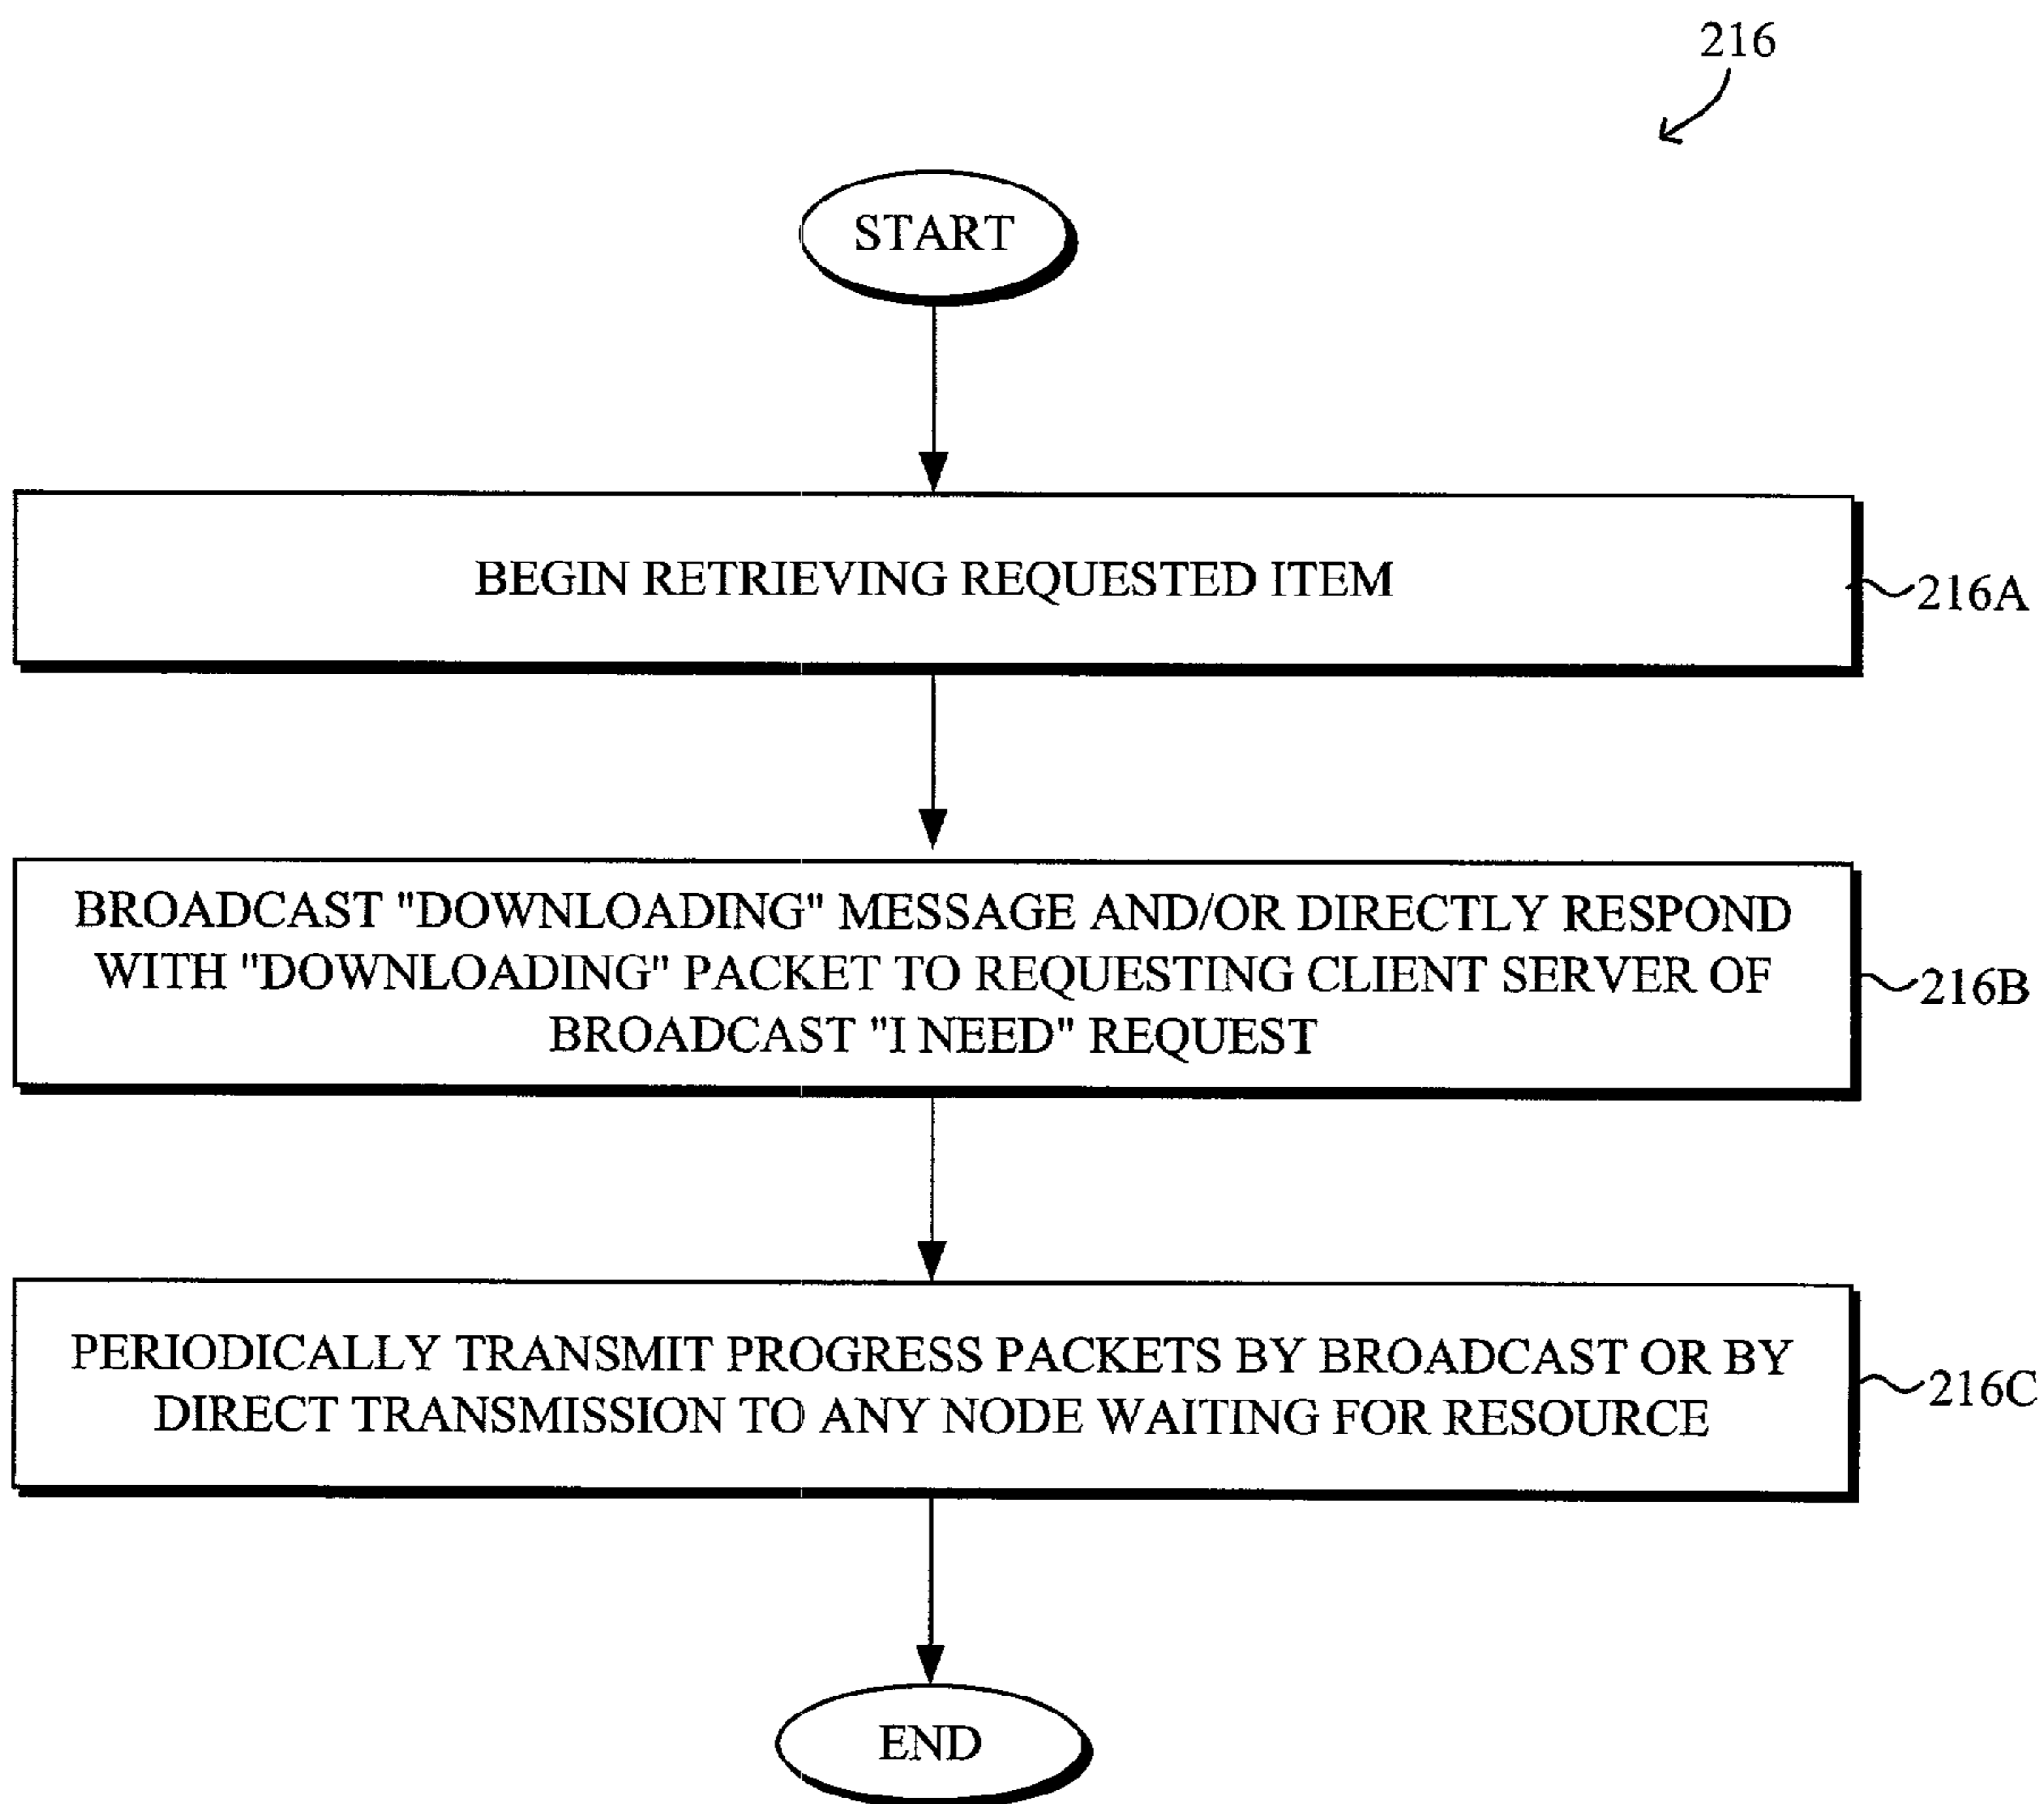 216
START
BEGIN RETRIEVING REQUESTED ITEM
216A
BROADCAST "DOWNLOADING" MESSAGE AND/OR DIRECTLY RESPOND
WITH "DOWNLOADING" PACKET TO REQUESTING CLIENT SERVER OF
BROADCAST "I NEED" REQUEST
216B
PERIODICALLY TRANSMIT PROGRESS PACKETS BY BROADCAST OR BY
DIRECT TRANSMISSION TO ANY NODE WAITING FOR RESOURCE
216C
END